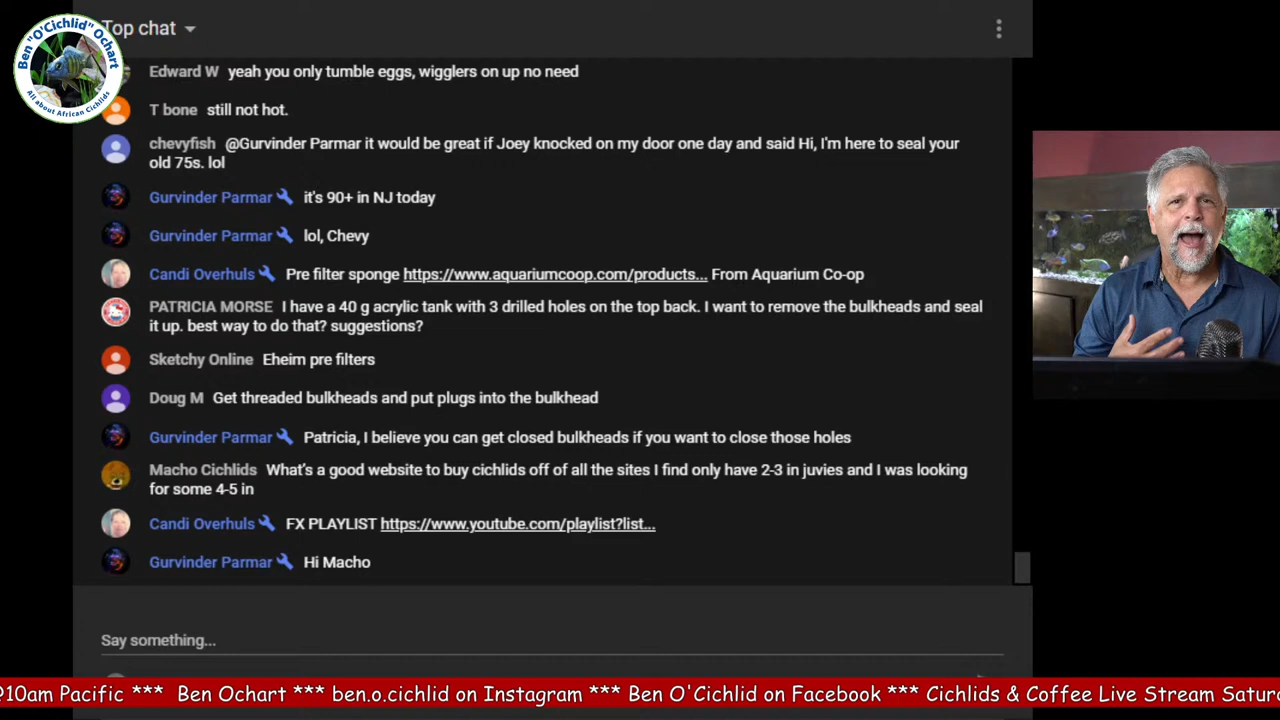 Ben "O'Cichlid" Ochart
All about African Cichlids
Top chat
Edward W yeah you only tumble eggs, wigglers on up no need
T bone still not hot.
chevyfish @Gurvinder Parmar it would be great if Joey knocked on my door one day and said Hi, I'm here to seal your
old 75s. lol
Gurvinder Parmar it's 90+ in NJ today
Gurvinder Parmar lol, Chevy
Candi Overhuls Pre filter sponge https://www.aquariumcoop.com/products... From Aquarium Co-op
PATRICIA MORSE I have a 40 g acrylic tank with 3 drilled holes on the top back. I want to remove the bulkheads and seal
it up. best way to do that? suggestions?
Sketchy Online Eheim pre filters
Doug M Get threaded bulkheads and put plugs into the bulkhead
Gurvinder Parmar Patricia, I believe you can get closed bulkheads if you want to close those holes
Macho Cichlids What's a good website to buy cichlids off of all the sites I find only have 2-3 in juvies and I was looking
for some 4-5 in
Candi Overhuls FX PLAYLIST https://www.youtube.com/playlist?list...
Gurvinder Parmar Hi Macho
Say something...
@10am Pacific *** Ben Ochart *** ben.o.cichlid on Instagram *** Ben O'Cichlid on Facebook *** Cichlids & Coffee Live Stream Satur